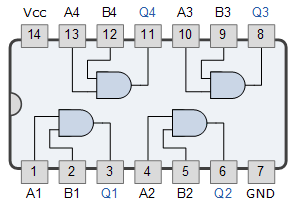 Vcc A4 B4 Q4 A3 B3 Q3
14 13 12 11 10 9 8
1 2 3 4 5 6 7
A1 B1 Q1 A2 B2 Q2 GND